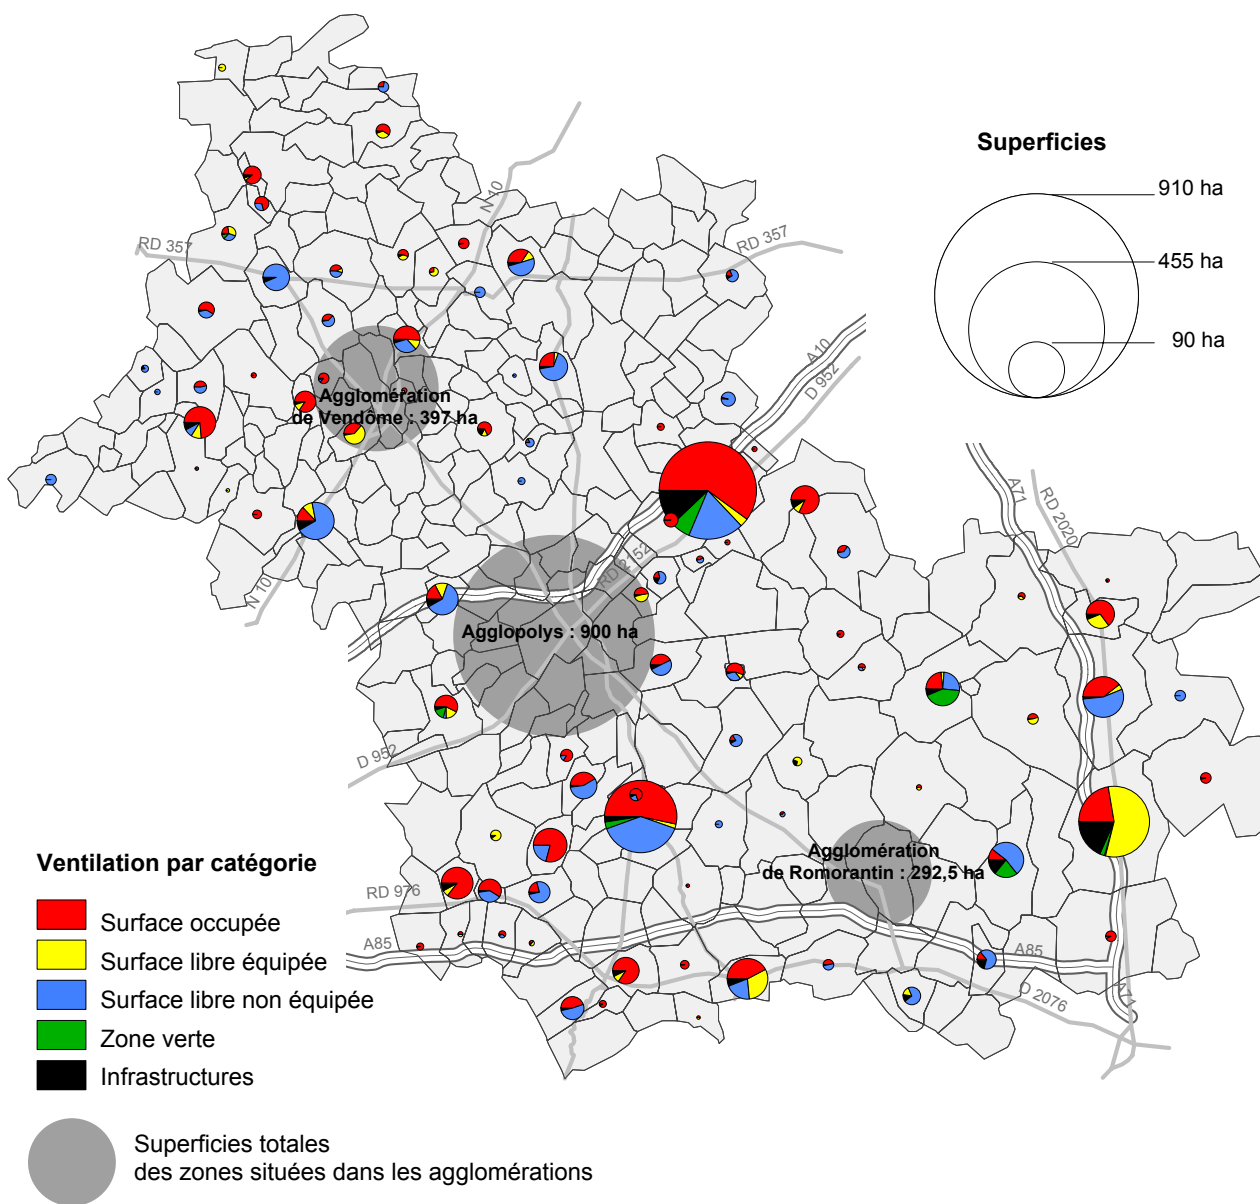 Superficies
910 ha
455 ha
90 ha
N 10
RD 357
RD 357
A10
D 952
Agglomération
de Vendôme : 397 ha
A71
RD 2020
RD 2152
N 10
Agglopolys : 900 ha
D 952
Agglomération
de Romorantin : 292,5 ha
RD 976
A85
A85
A71
D 2076
Ventilation par catégorie
Surface occupée
Surface libre équipée
Surface libre non équipée
Zone verte
Infrastructures
Superficies totales
des zones situées dans les agglomérations